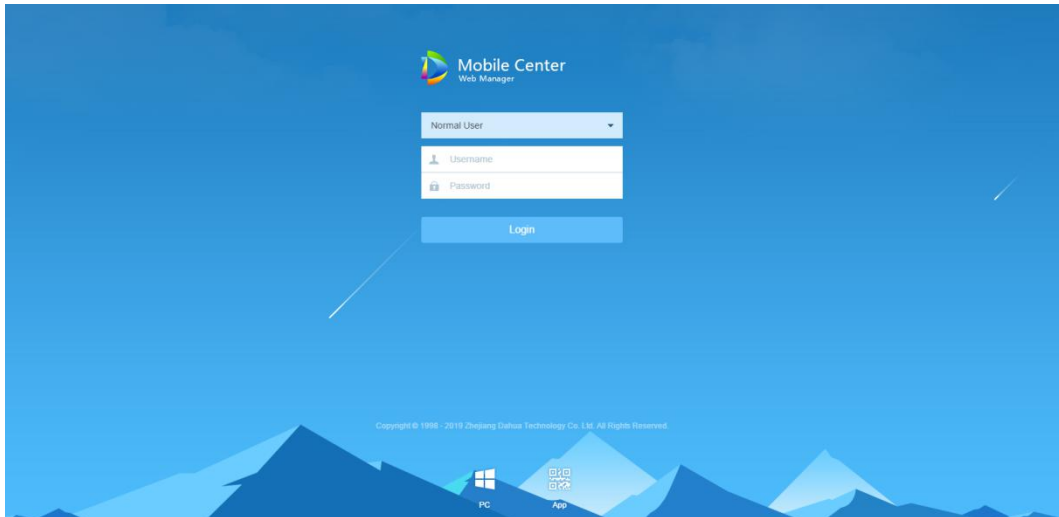 Mobile Center
Web Manager
Normal User
Username
Password
Login
Copyright © 1998 - 2019 Zhejiang Dahua Technology Co. Ltd. All Rights Reserved.
PC
App